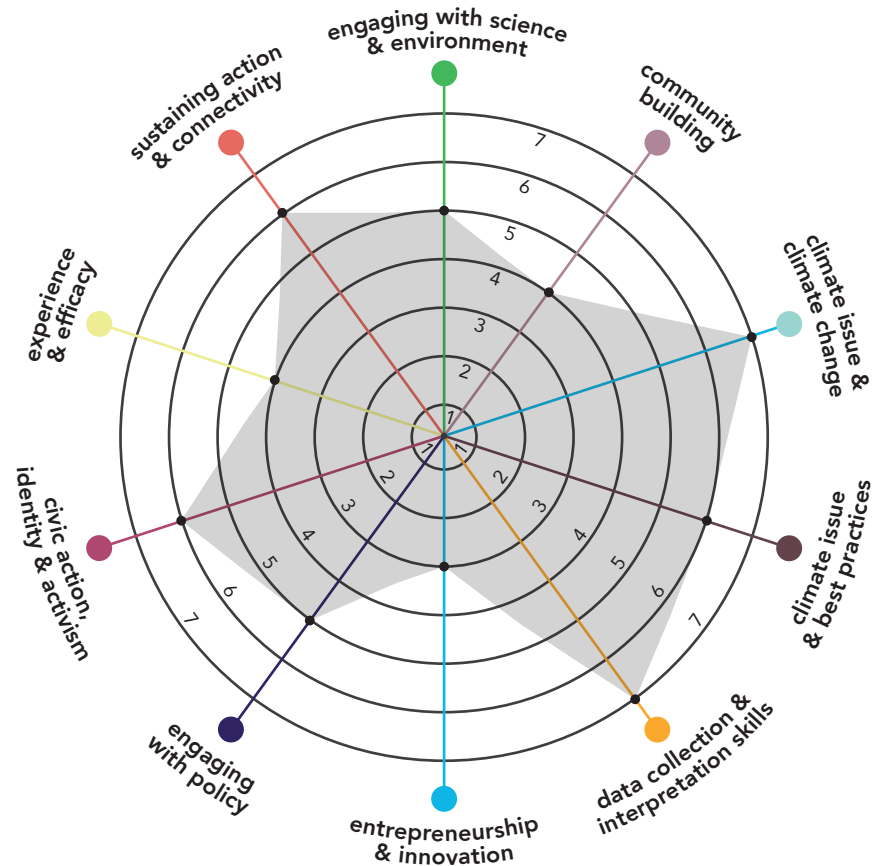 engaging with science
& environment
community
building
climate issue &
climate change
climate issue
& best practices
data collection &
interpretation skills
entrepreneurship
& innovation
engaging
with policy
civic action,
identity & activism
experience
& efficacy
sustaining action
& connectivity
7
6
5
4
3
2
1
1
2
3
4
5
6
7
1
2
3
4
5
6
7